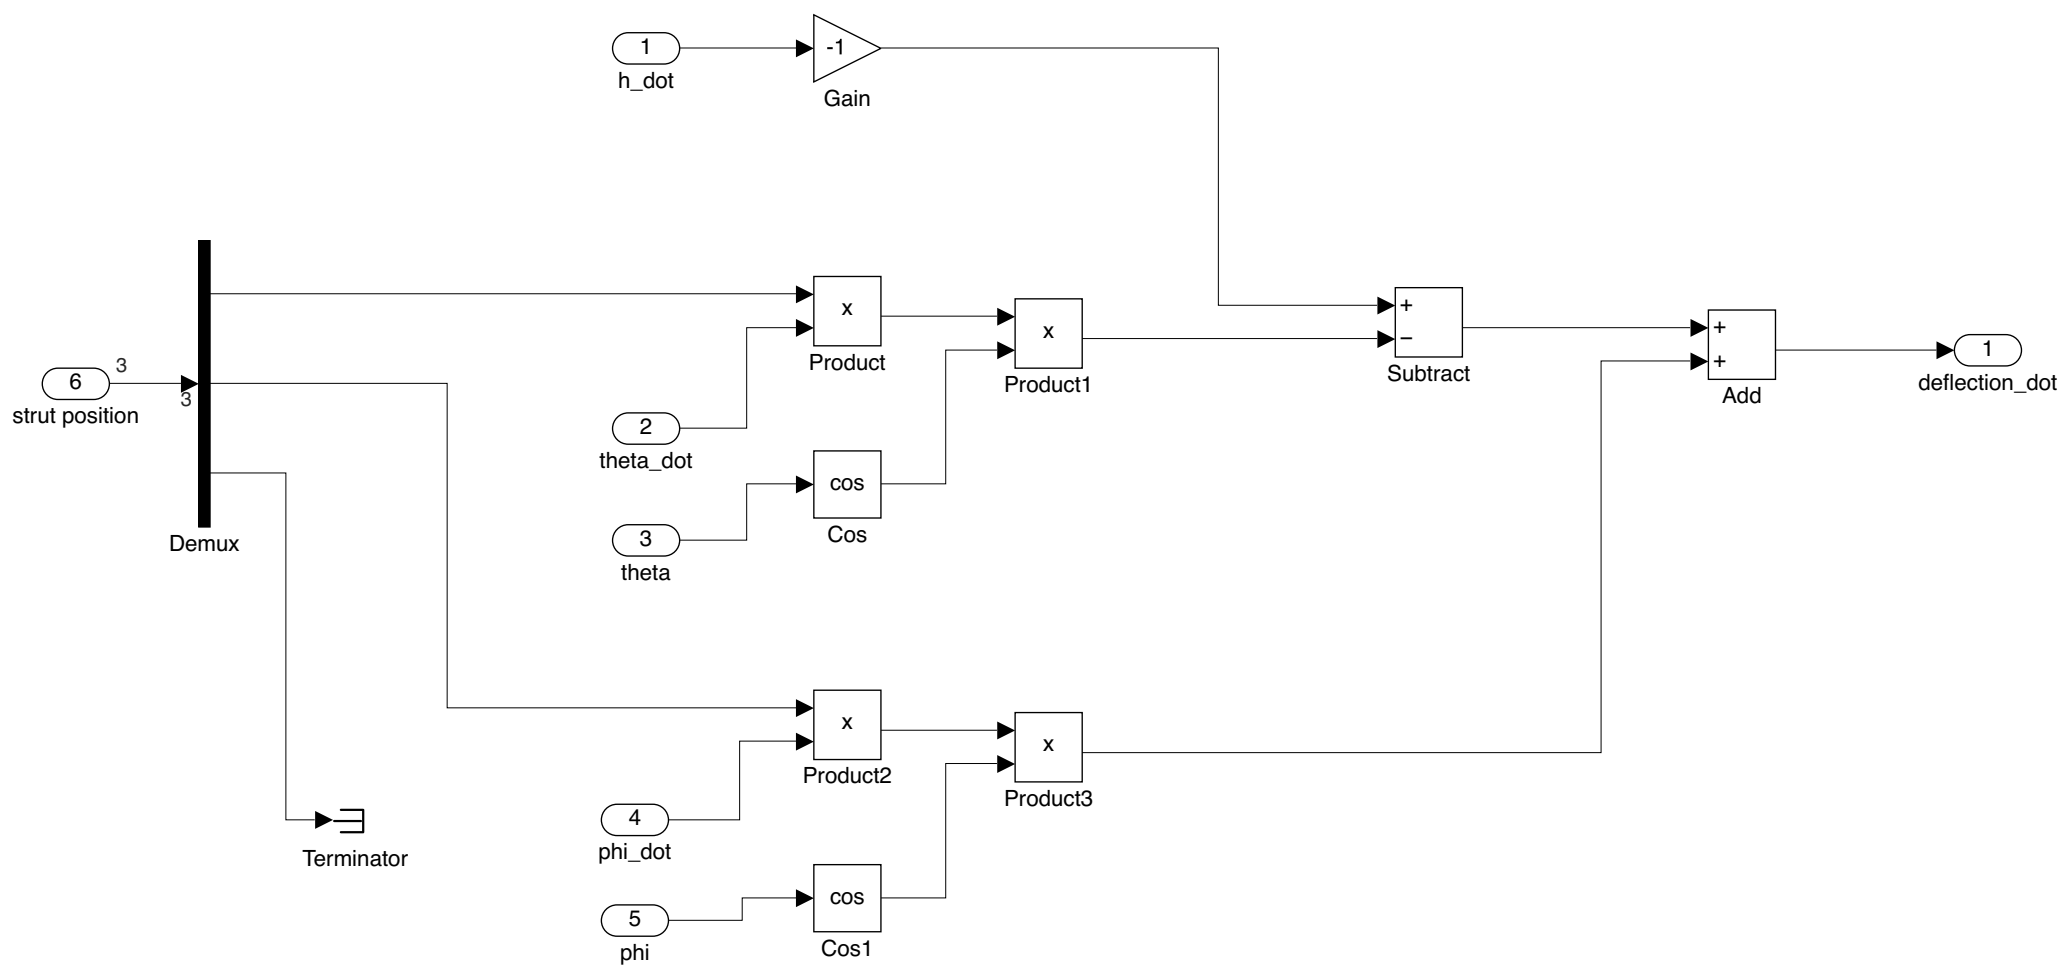 1
h_dot
-1
Gain
x
Product
x
Product1
+
−
Subtract
+
+
Add
1
deflection_dot
3
6
3
strut position
Demux
2
theta_dot
cos
Cos
3
theta
x
Product2
x
Product3
4
phi_dot
Terminator
cos
Cos1
5
phi